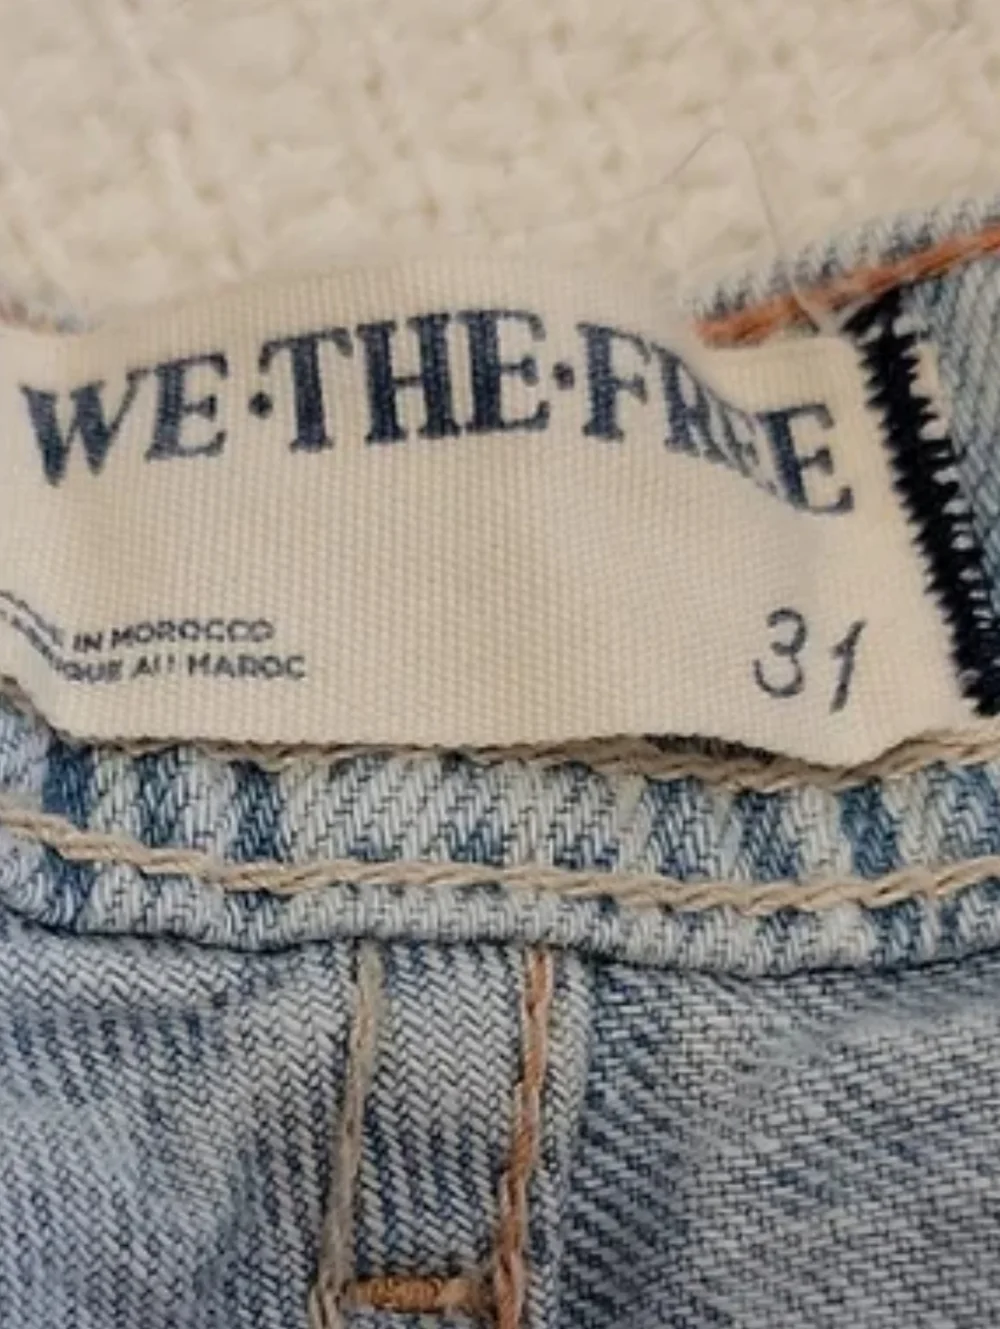 WE·THE·FREE
IN MOROCCO
AU MAROC
31